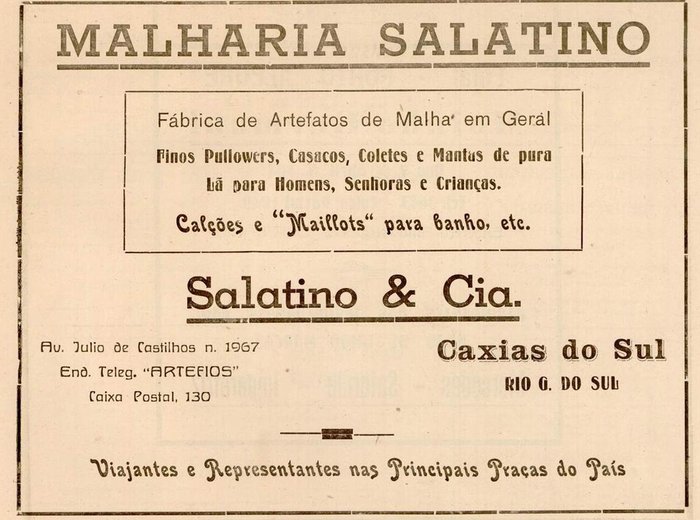 MALHARIA SALATINO
Fábrica de Artefatos de Malha em Gerál
Finos Pullowers, Casacos, Coletes e Mantas de pura
Lã para Homens, Senhoras e Crianças.
Calções e "Maillots" para banho, etc.
Salatino & Cia.
Av. Julio de Castilhos n. 1967
End. Teleg. "ARTEFIOS"
Caixa Postal, 130
Caxias do Sul
RIO G. DO SUL
Viajantes e Representantes nas Principais Praças do País